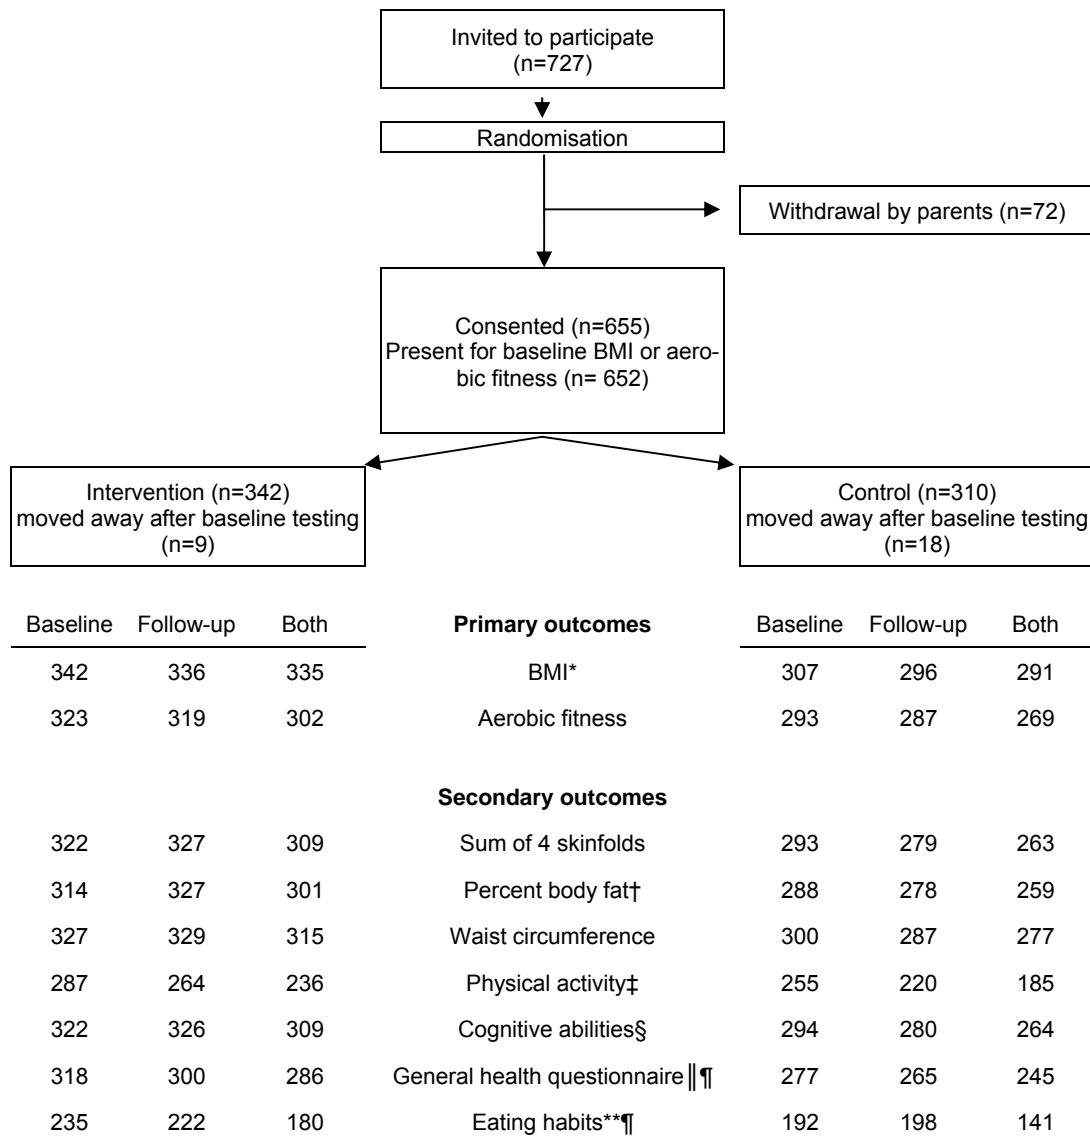 Invited to participate
(n=727)
Randomisation
Withdrawal by parents (n=72)
Consented (n=655)
Present for baseline BMI or aero-
bic fitness (n= 652)
Intervention (n=342)
moved away after baseline testing
(n=9)
Control (n=310)
moved away after baseline testing
(n=18)
Baseline Follow-up Both Primary outcomes Baseline Follow-up Both
342 336 335 BMI* 307 296 291
323 319 302 Aerobic fitness 293 287 269
Secondary outcomes
322 327 309 Sum of 4 skinfolds 293 279 263
314 327 301 Percent body fat† 288 278 259
327 329 315 Waist circumference 300 287 277
287 264 236 Physical activity‡ 255 220 185
322 326 309 Cognitive abilities§ 294 280 264
318 300 286 General health questionnaire║¶ 277 265 245
235 222 180 Eating habits**¶ 192 198 141